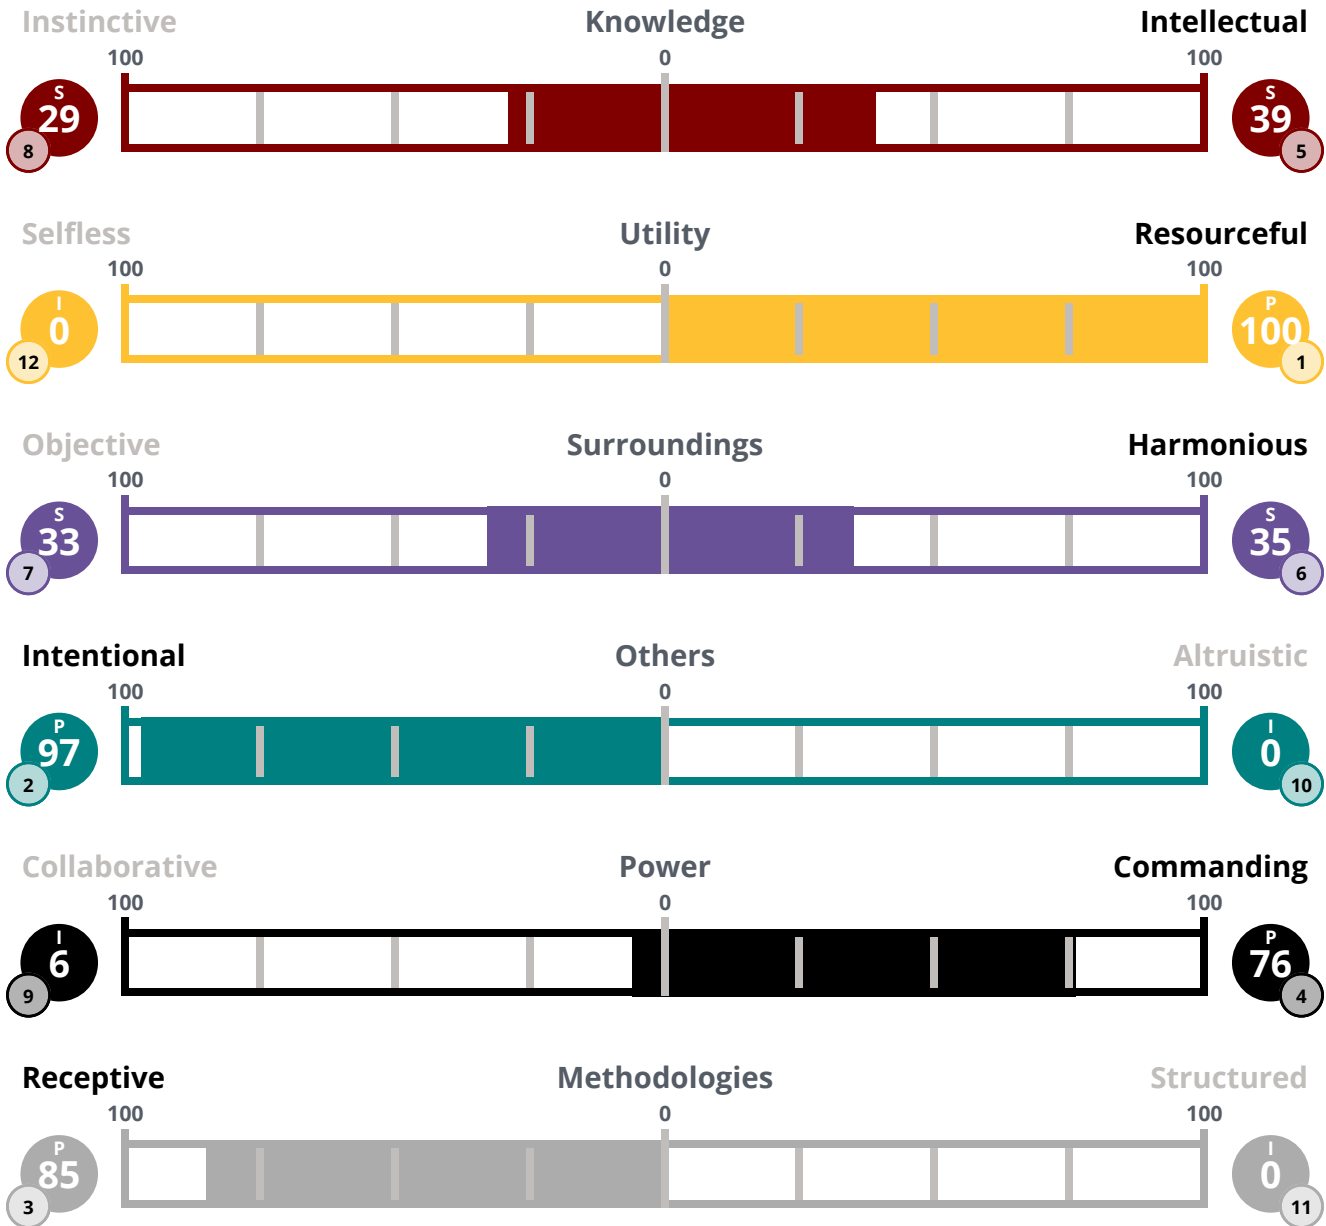 Instinctive Knowledge Intellectual
100 0 100
S S
29 39
8 5
Selfless Utility Resourceful
100 0 100
I P
0 100
12 1
Objective Surroundings Harmonious
100 0 100
S S
33 35
7 6
Intentional Others Altruistic
100 0 100
P I
97 0
2 10
Collaborative Power Commanding
100 0 100
I P
6 76
9 4
Receptive Methodologies Structured
100 0 100
P I
85 0
3 11